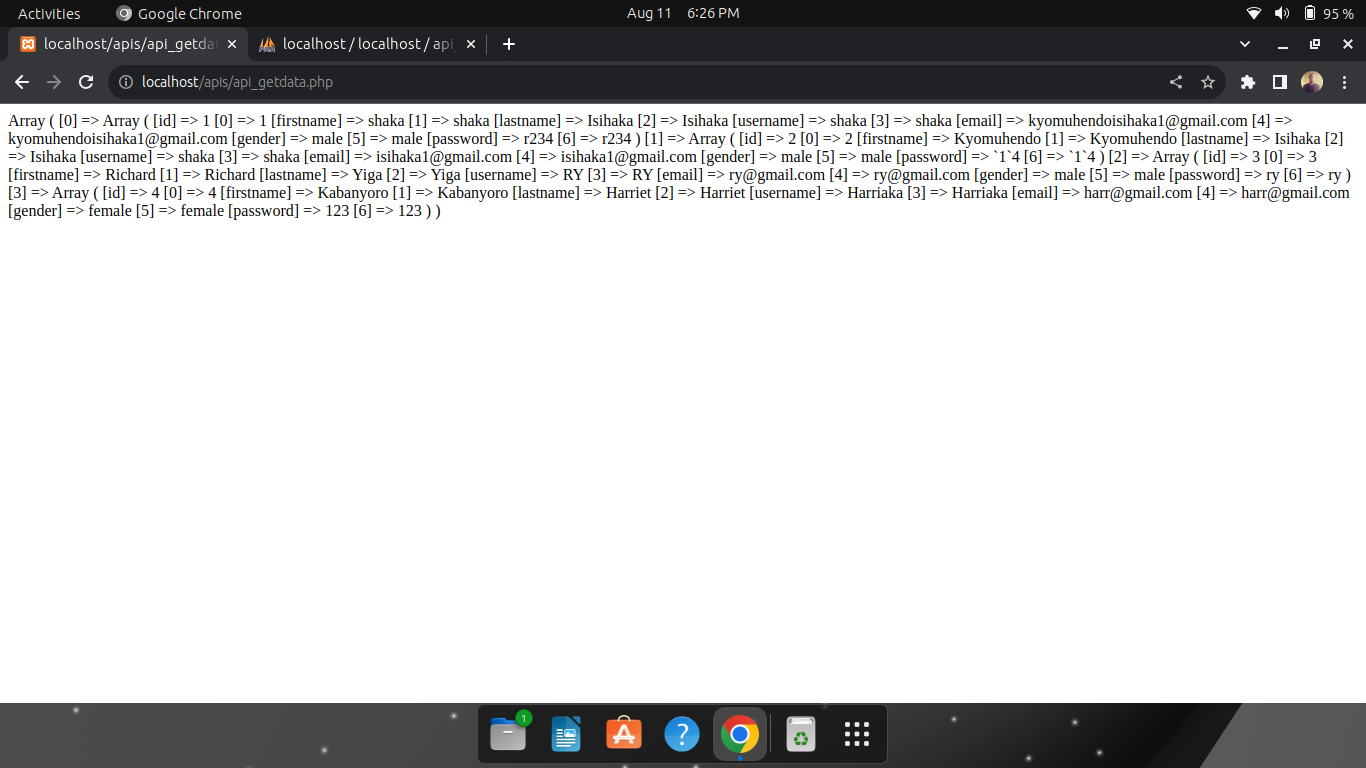 Activities Google Chrome Aug 11 6:26 PM 95 %
localhost/apis/api_getda localhost / localhost / api_
localhost/apis/api_getdata.php
Array ( [0] => Array ( [id] => 1 [0] => 1 [firstname] => shaka [1] => shaka [lastname] => Isihaka [2] => Isihaka [username] => shaka [3] => shaka [email] => kyomuhendoisihaka1@gmail.com [4] =>
kyomuhendoisihaka1@gmail.com [gender] => male [5] => male [password] => r234 [6] => r234 ) [1] => Array ( [id] => 2 [0] => 2 [firstname] => Kyomuhendo [1] => Kyomuhendo [lastname] => Isihaka [2]
=> Isihaka [username] => shaka [3] => shaka [email] => isihaka1@gmail.com [4] => isihaka1@gmail.com [gender] => male [5] => male [password] => `1`4 [6] => `1`4 ) [2] => Array ( [id] => 3 [0] => 3
[firstname] => Richard [1] => Richard [lastname] => Yiga [2] => Yiga [username] => RY [3] => RY [email] => ry@gmail.com [4] => ry@gmail.com [gender] => male [5] => male [password] => ry [6] => ry )
[3] => Array ( [id] => 4 [0] => 4 [firstname] => Kabanyoro [1] => Kabanyoro [lastname] => Harriet [2] => Harriet [username] => Harriaka [3] => Harriaka [email] => harr@gmail.com [4] => harr@gmail.com
[gender] => female [5] => female [password] => 123 [6] => 123 ) )
1